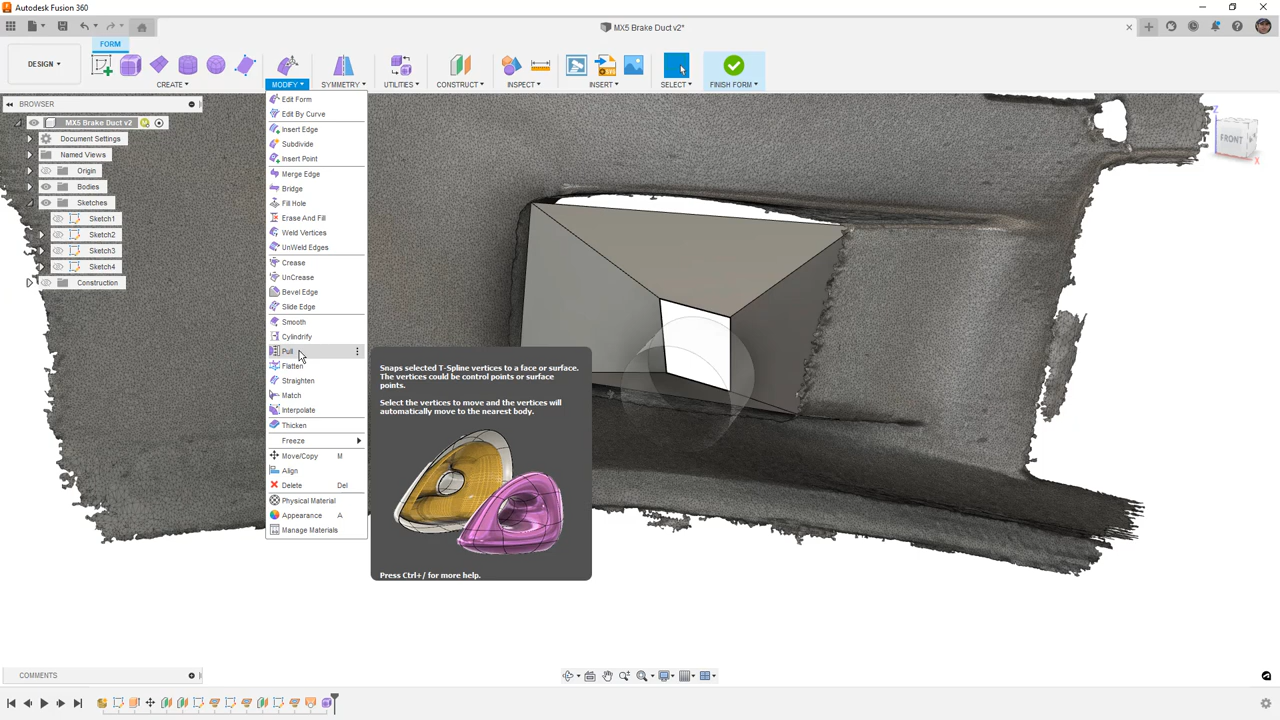 Autodesk Fusion 360
MX5 Brake Duct v2*
FORM
DESIGN
CREATE
MODIFY
SYMMETRY
UTILITIES
CONSTRUCT
INSPECT
INSERT
SELECT
FINISH FORM
BROWSER
MX5 Brake Duct v2
Document Settings
Named Views
Origin
Bodies
Sketches
Sketch1
Sketch2
Sketch3
Sketch4
Construction
Edit Form
Edit By Curve
Insert Edge
Subdivide
Insert Point
Merge Edge
Bridge
Fill Hole
Erase And Fill
Weld Vertices
UnWeld Edges
Crease
UnCrease
Bevel Edge
Slide Edge
Smooth
Cylindrify
Pull
Flatten
Straighten
Match
Interpolate
Thicken
Freeze
Move/Copy M
Align
Delete Del
Physical Material
Appearance A
Manage Materials
Snaps selected T-Spline vertices to a face or surface.
The vertices could be control points or surface
points.
Select the vertices to move and the vertices will
automatically move to the nearest body.
Press Ctrl+/ for more help.
Z
FRONT
X
COMMENTS